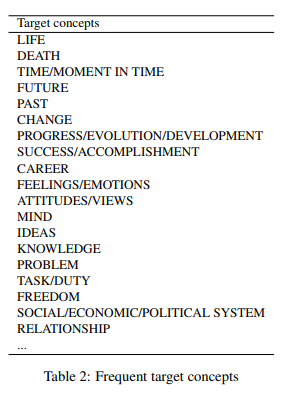 Target concepts
LIFE
DEATH
TIME/MOMENT IN TIME
FUTURE
PAST
CHANGE
PROGRESS/EVOLUTION/DEVELOPMENT
SUCCESS/ACCOMPLISHMENT
CAREER
FEELINGS/EMOTIONS
ATTITUDES/VIEWS
MIND
IDEAS
KNOWLEDGE
PROBLEM
TASK/DUTY
FREEDOM
SOCIAL/ECONOMIC/POLITICAL SYSTEM
RELATIONSHIP
...
Table 2: Frequent target concepts